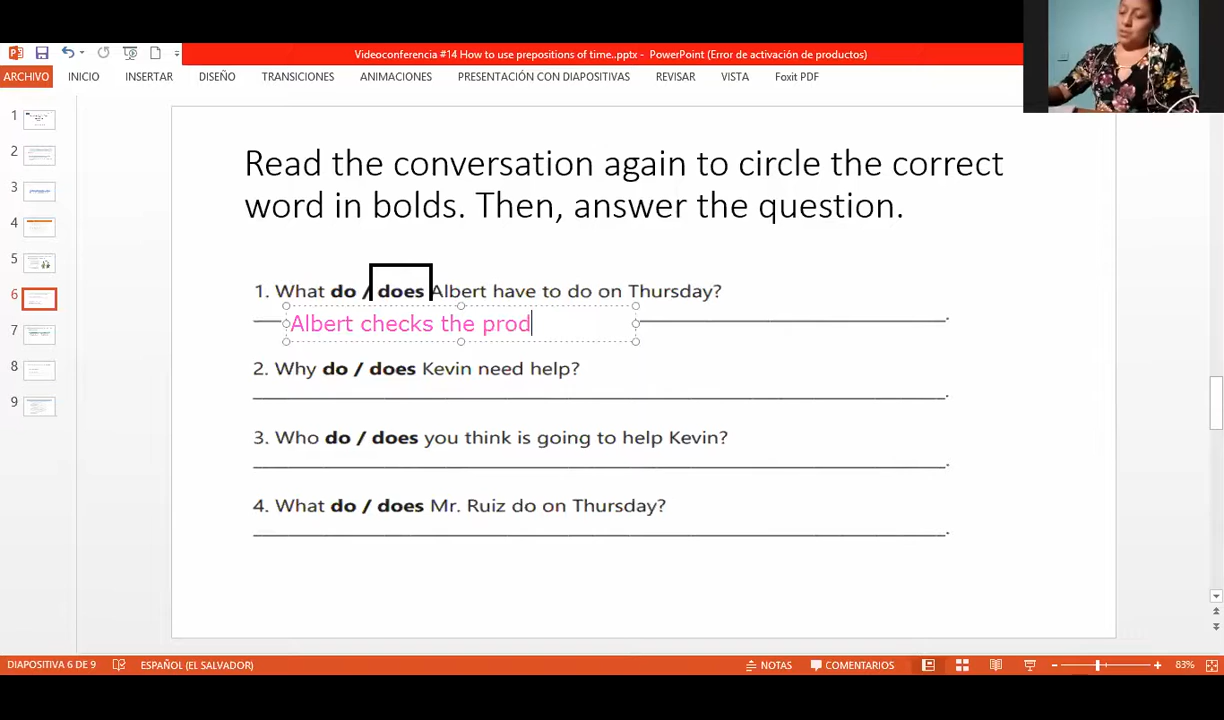 Videoconferencia #14 How to use prepositions of time..pptx - PowerPoint (Error de activación de productos)
ARCHIVO INICIO INSERTAR DISEÑO TRANSICIONES ANIMACIONES PRESENTACIÓN CON DIAPOSITIVAS REVISAR VISTA Foxit PDF
1
2
3
4
5
6
7
8
9
Read the conversation again to circle the correct
word in bolds. Then, answer the question.
1. What do / does Albert have to do on Thursday?
Albert checks the prod
2. Why do / does Kevin need help?
3. Who do / does you think is going to help Kevin?
4. What do / does Mr. Ruiz do on Thursday?
DIAPOSITIVA 6 DE 9 ESPAÑOL (EL SALVADOR) NOTAS COMENTARIOS 83%